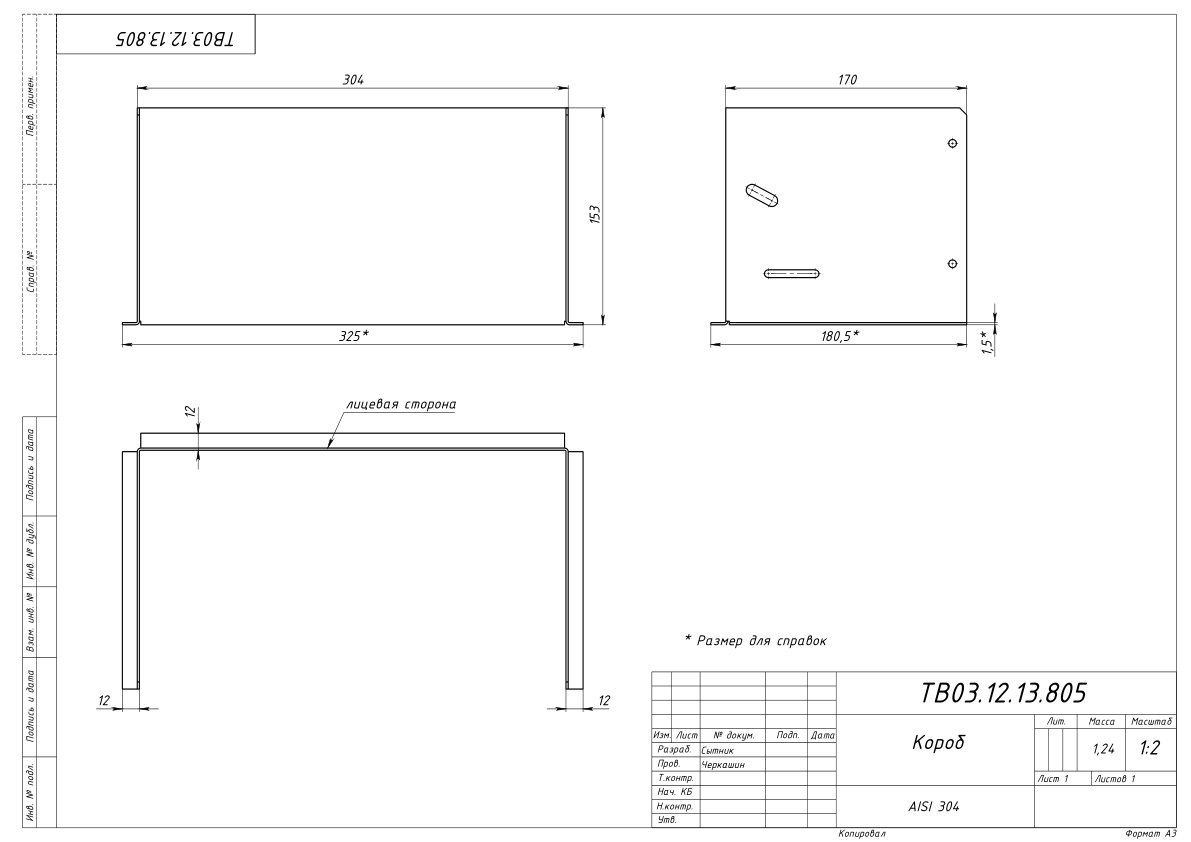 ТВ03.12.13.805
Перв. примен.
Справ. №
Подпись и дата
Инв. № дубл.
Взам. инв. №
Подпись и дата
Инв. № подл.
304
153
325*
170
180,5*
1,5*
12
лицевая сторона
12
12
* Размер для справок
ТВ03.12.13.805
Изм. Лист № докум. Подп. Дата
Разраб. Сытник
Пров. Черкашин
Т.контр.
Нач. КБ
Н.контр.
Утв.
Короб
AISI 304
Лит. Масса Масштаб
1,24 1:2
Лист 1 Листов 1
Копировал Формат А3